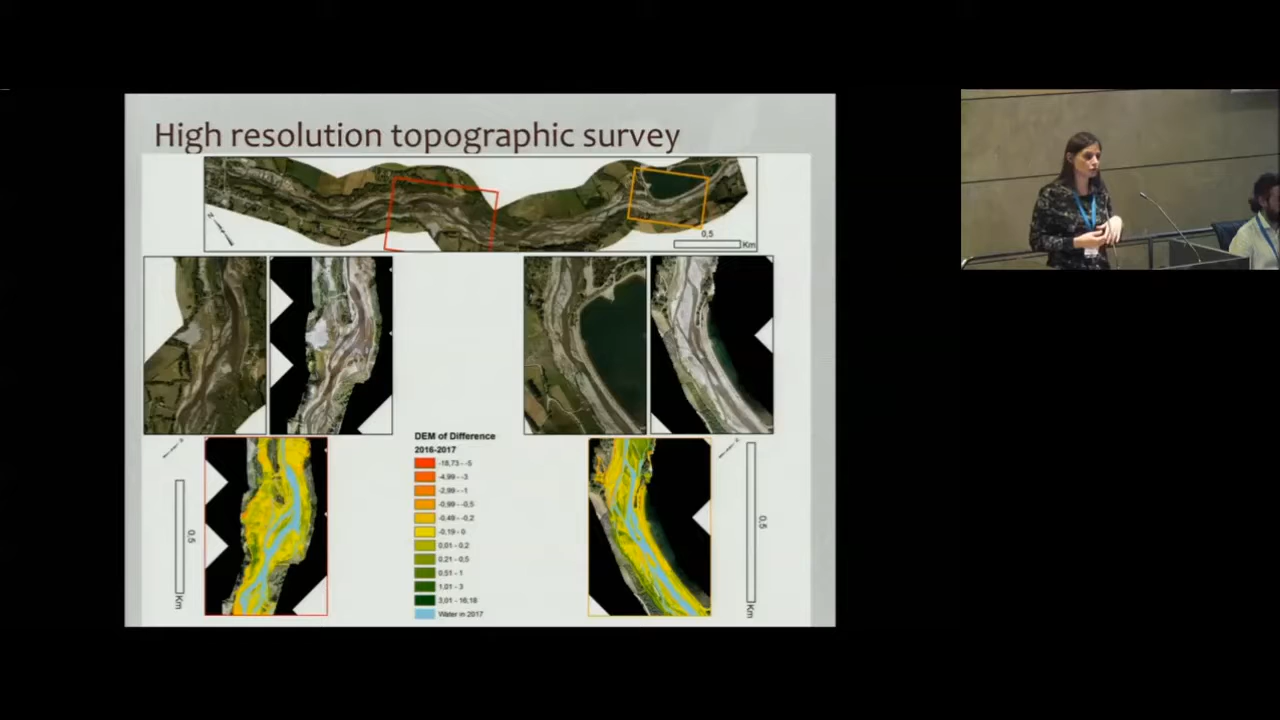 High resolution topographic survey
0,5
Km
DEM of Difference
2016-2017
-18,73 - -5
-4,99 - -3
-2,99 - -1
-0,99 - -0,5
-0,49 - -0,2
-0,19 - 0
0,01 - 0,2
0,21 - 0,5
0,51 - 1
1,01 - 3
3,01 - 16,18
Water in 2017
0,5
Km
0,5
Km